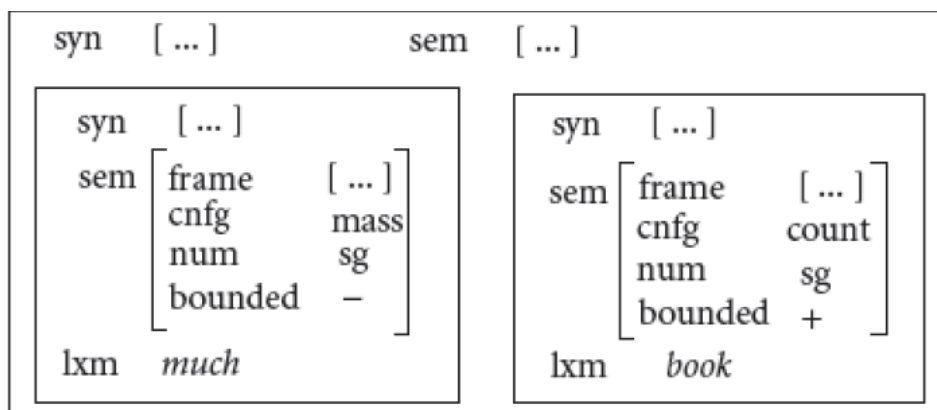 syn [ ... ] sem [ ... ]
syn [ ... ]
sem frame [ ... ]
cnfg mass
num sg
bounded –
lxm much
syn [ ... ]
sem frame [ ... ]
cnfg count
num sg
bounded +
lxm book